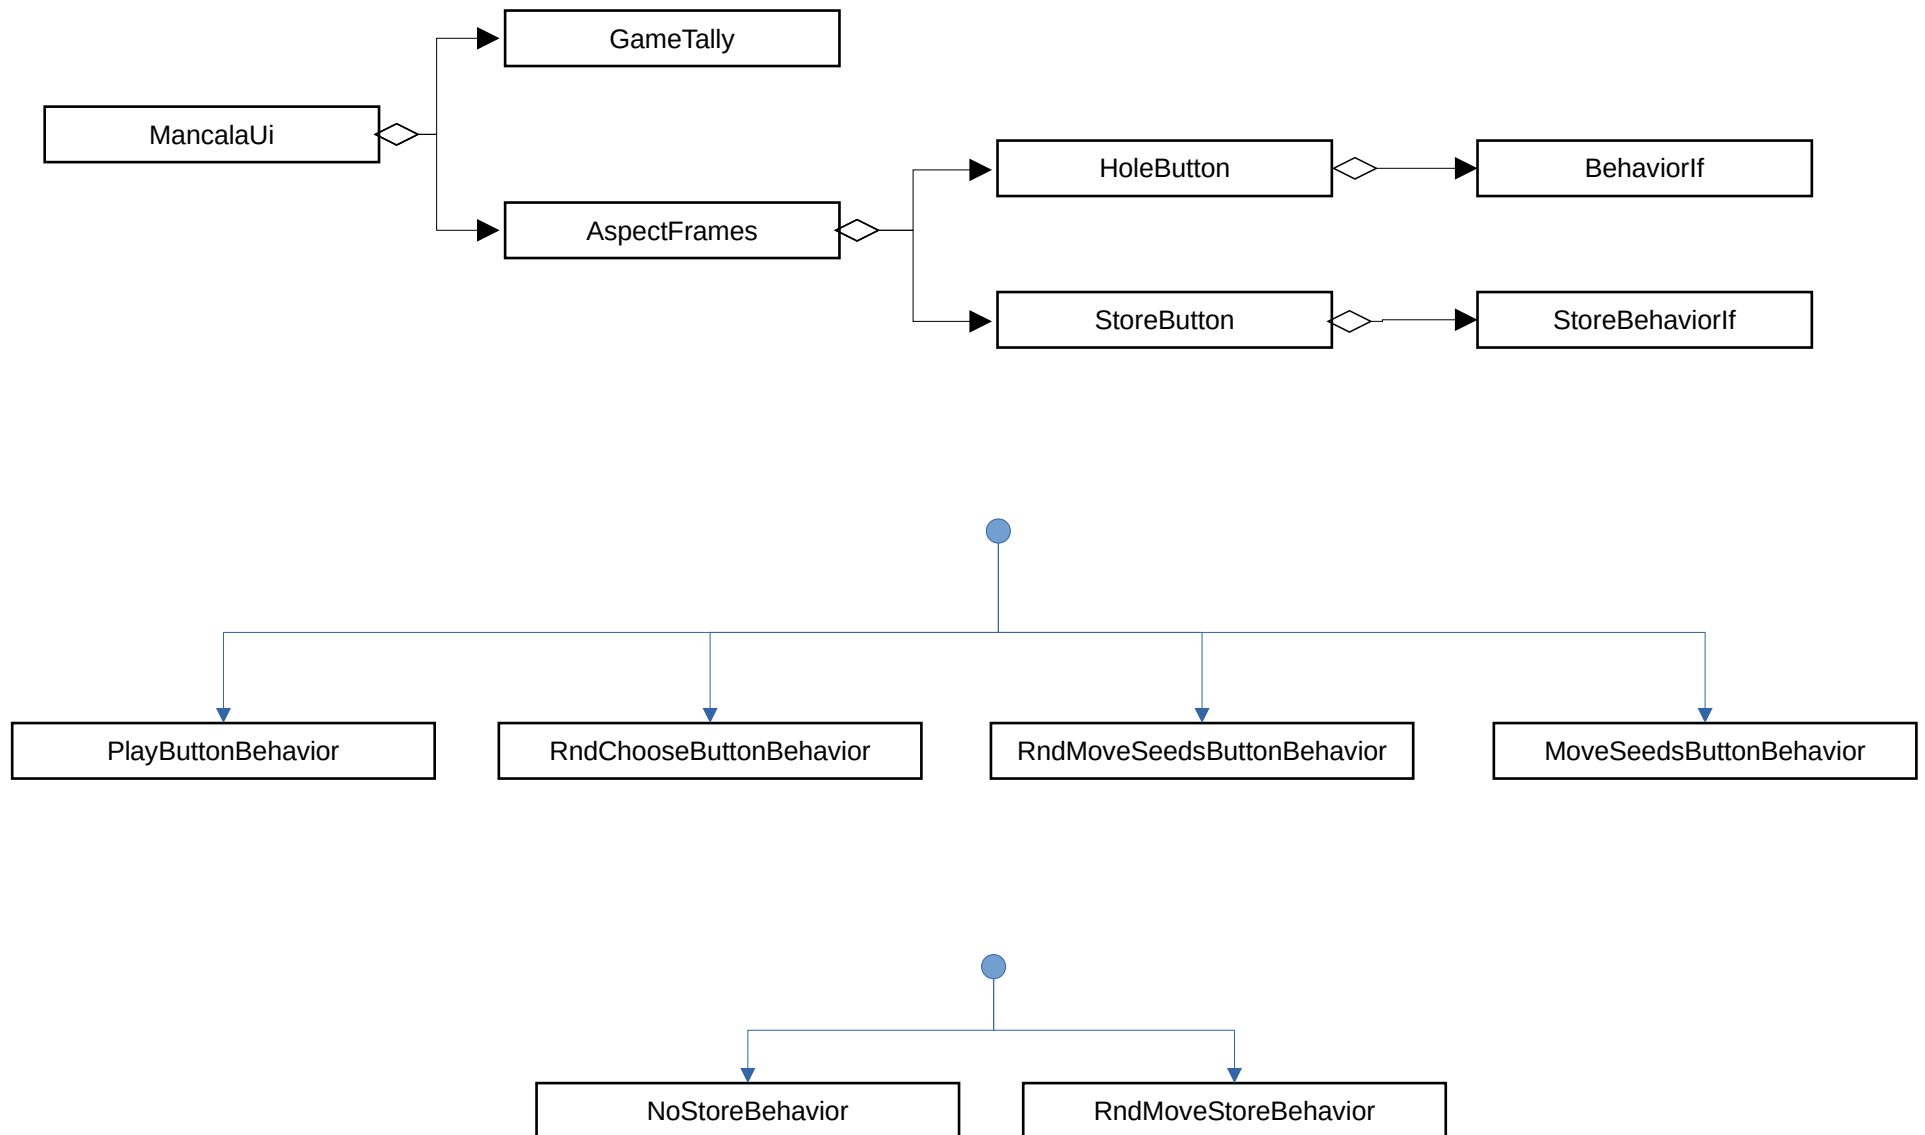 GameTally
MancalaUi
HoleButton
BehaviorIf
AspectFrames
StoreButton
StoreBehaviorIf
PlayButtonBehavior
RndChooseButtonBehavior
RndMoveSeedsButtonBehavior
MoveSeedsButtonBehavior
NoStoreBehavior
RndMoveStoreBehavior